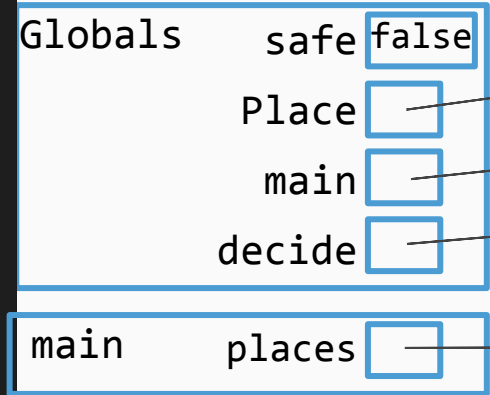 Globals safe false
Place
main
decide
main places